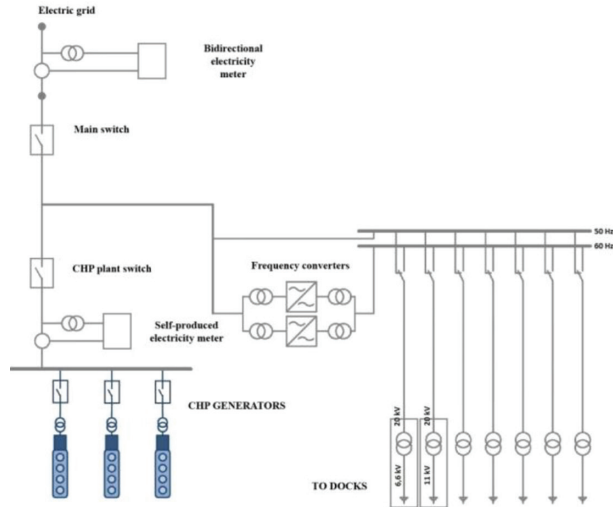 Electric grid
Bidirectional
electricity
meter
Main switch
50 Hz
60 Hz
CHP plant switch
Frequency converters
Self-produced
electricity meter
CHP GENERATORS
20 kV
20 kV
6,6 kV
11 kV
TO DOCKS